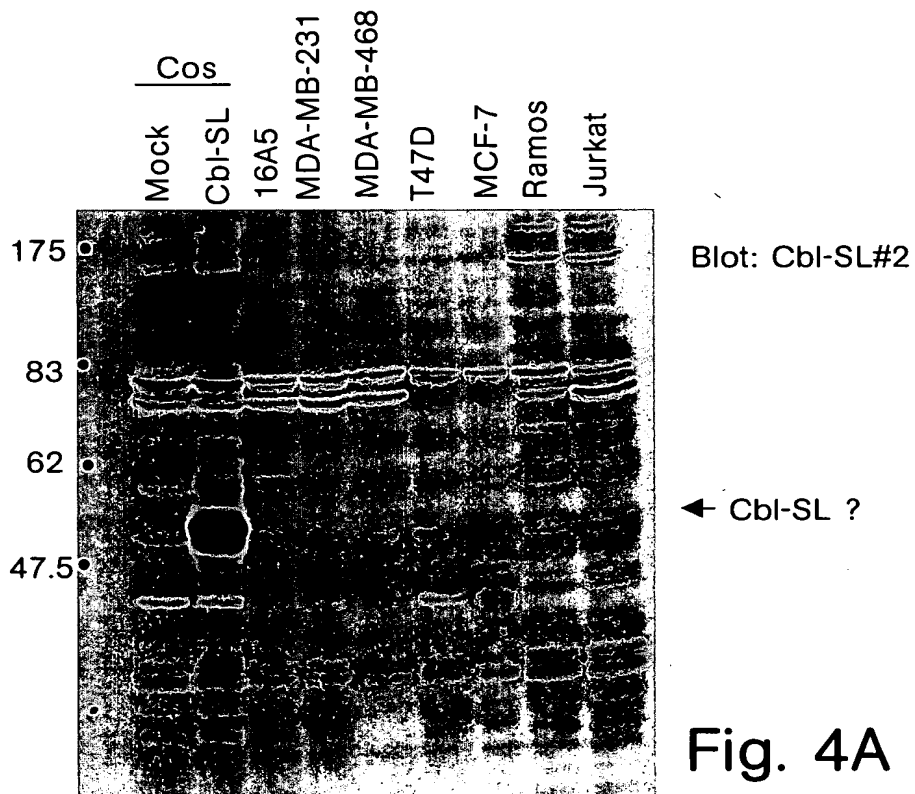 Cos
Mock
Cbl-SL
16A5
MDA-MB-231
MDA-MB-468
T47D
MCF-7
Ramos
Jurkat
175
Blot: Cbl-SL#2
83
62
Cbl-SL ?
47.5
Fig. 4A